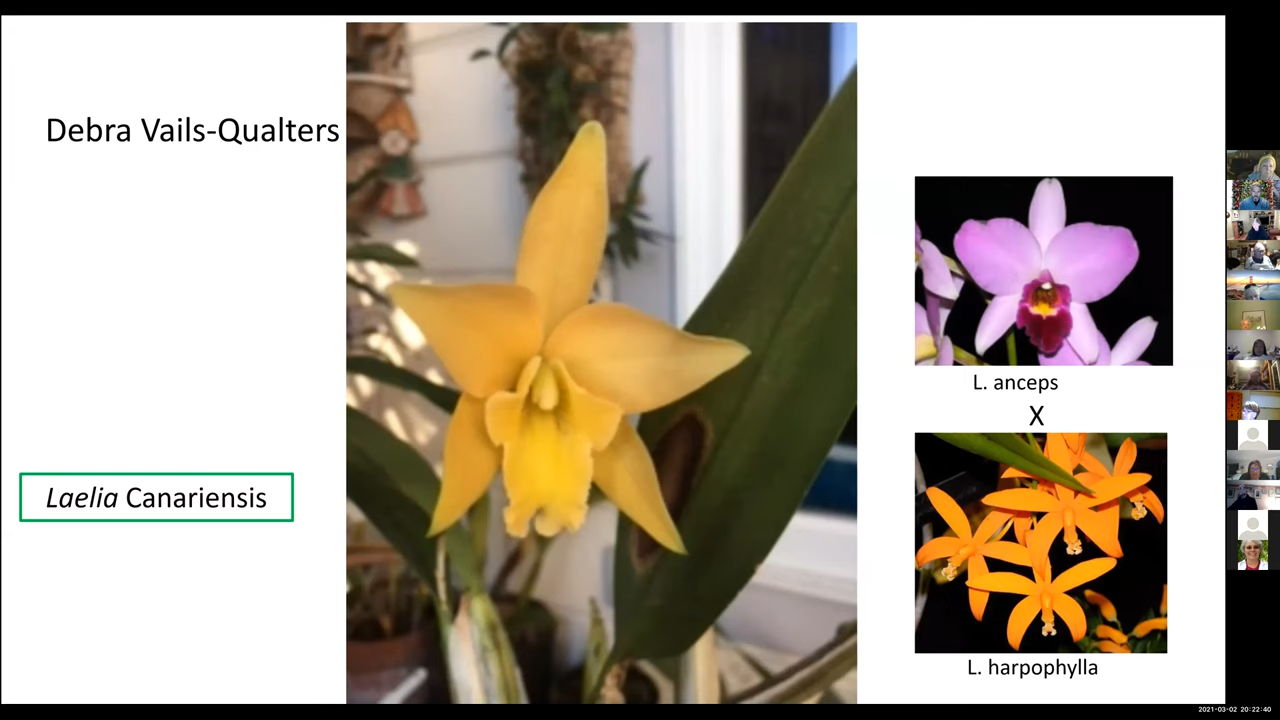 Debra Vails-Qualters
Laelia Canariensis
L. anceps
X
L. harpophylla
2021-03-02 20:22:40